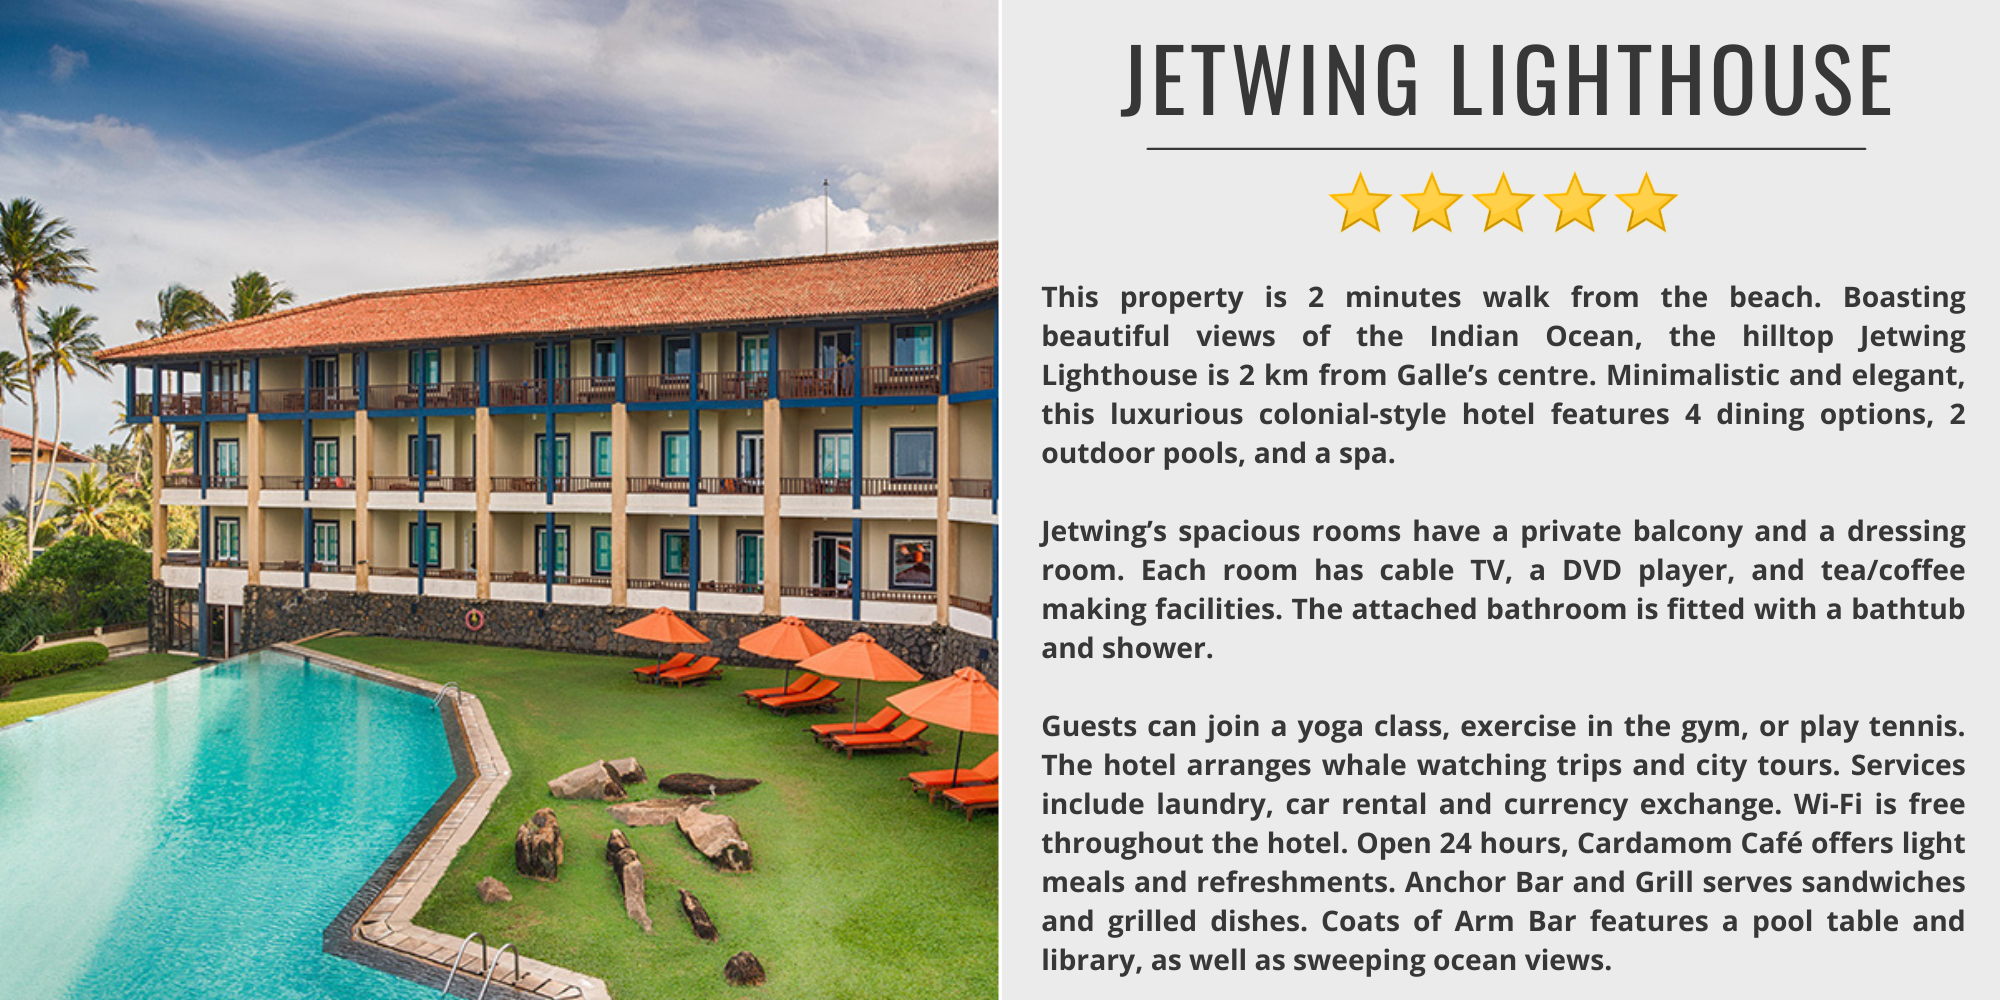 JETWING LIGHTHOUSE
This property is 2 minutes walk from the beach. Boasting
beautiful views of the Indian Ocean, the hilltop Jetwing
Lighthouse is 2 km from Galle’s centre. Minimalistic and elegant,
this luxurious colonial-style hotel features 4 dining options, 2
outdoor pools, and a spa.
Jetwing’s spacious rooms have a private balcony and a dressing
room. Each room has cable TV, a DVD player, and tea/coffee
making facilities. The attached bathroom is fitted with a bathtub
and shower.
Guests can join a yoga class, exercise in the gym, or play tennis.
The hotel arranges whale watching trips and city tours. Services
include laundry, car rental and currency exchange. Wi-Fi is free
throughout the hotel. Open 24 hours, Cardamom Café offers light
meals and refreshments. Anchor Bar and Grill serves sandwiches
and grilled dishes. Coats of Arm Bar features a pool table and
library, as well as sweeping ocean views.